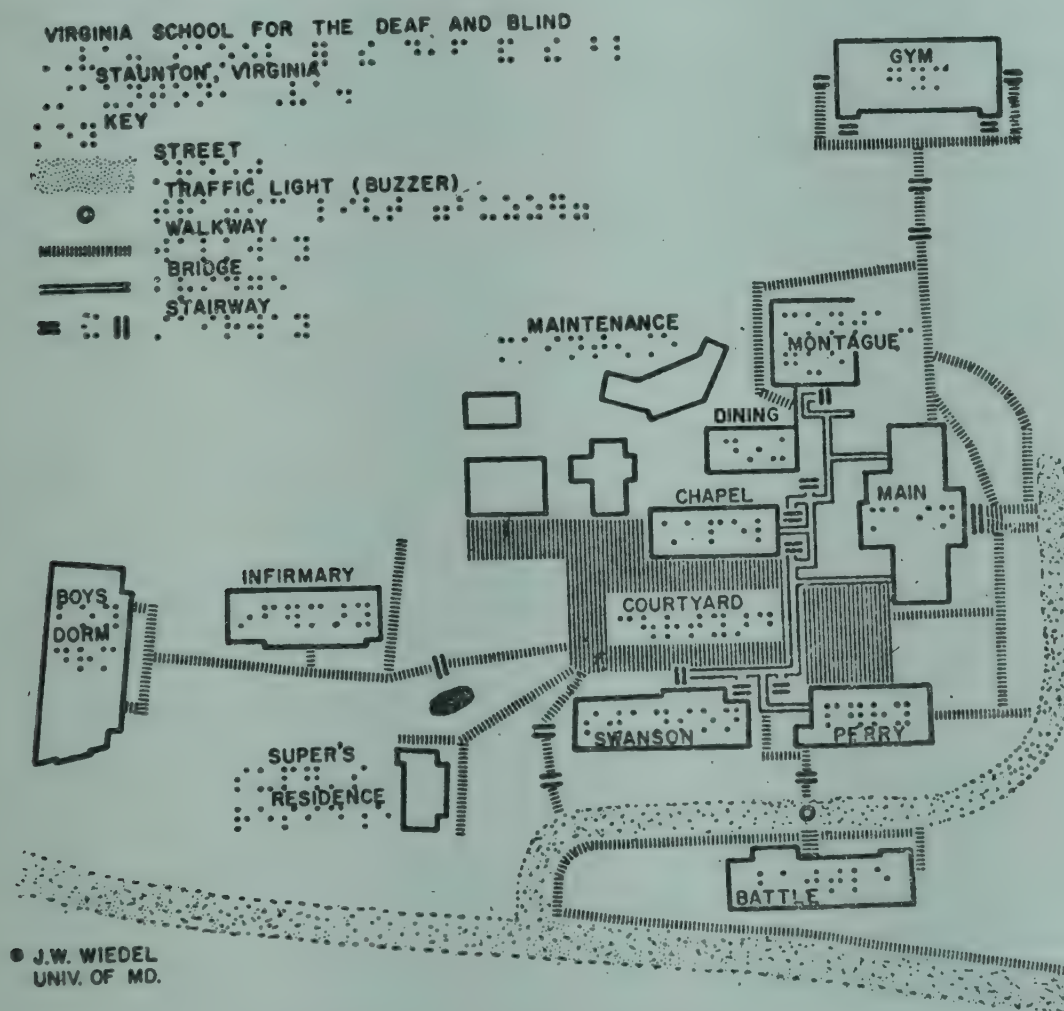 VIRGINIA SCHOOL FOR THE DEAF AND BLIND
STAUNTON, VIRGINIA
KEY
STREET
TRAFFIC LIGHT (BUZZER)
WALKWAY
BRIDGE
STAIRWAY
GYM
MAINTENANCE
MONTAGUE
DINING
CHAPEL
MAIN
INFIRMARY
BOYS
DORM
COURTYARD
SWANSON
PERRY
SUPER'S
RESIDENCE
BATTLE
© J.W. WIEDEL
UNIV. OF MD.